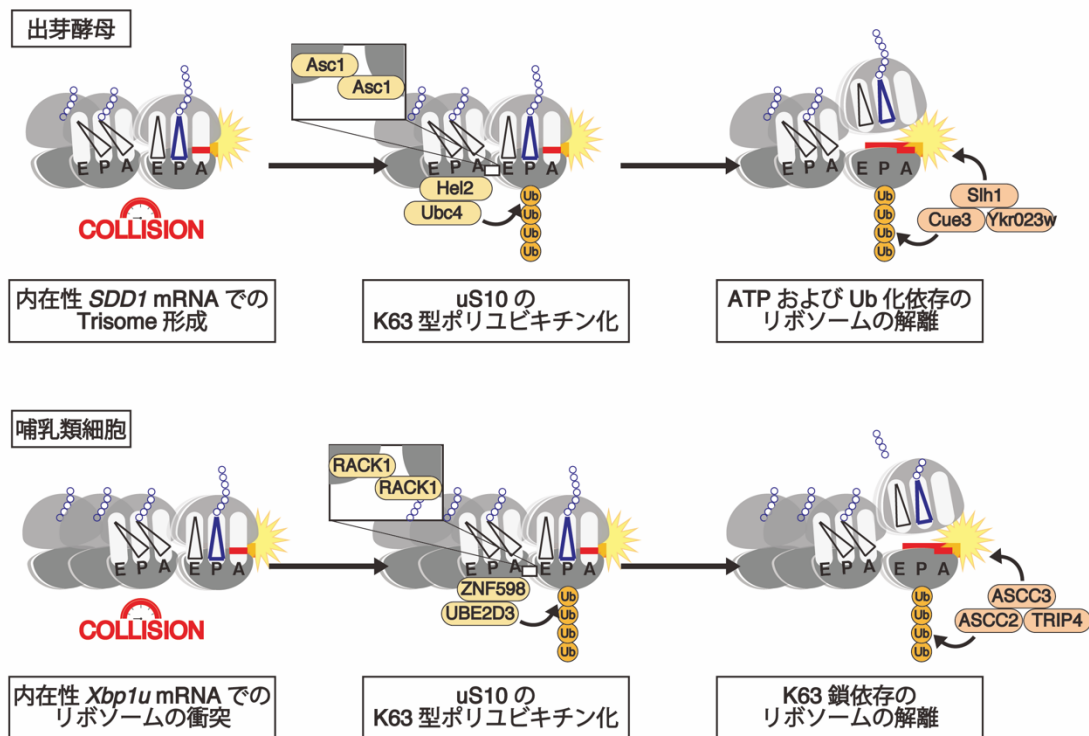 出芽酵母
Asc1
Asc1
E P A E P A
E P A E P A
E P A E P A
Hel2
Ubc4
Ub
Ub
Ub
Ub
Ub
Ub
Ub
Ub
Slh1
Cue3 Ykr023w
COLLISION
内在性 SDD1 mRNA での
Trisome 形成
uS10 の
K63 型ポリユビキチン化
ATP および Ub 化依存の
リボソームの解離
哺乳類細胞
RACK1
RACK1
E P A E P A
E P A E P A
E P A E P A
ZNF598
UBE2D3
Ub
Ub
Ub
Ub
Ub
Ub
Ub
Ub
ASCC3
ASCC2 TRIP4
COLLISION
内在性 Xbp1u mRNA での
リボソームの衝突
uS10 の
K63 型ポリユビキチン化
K63 鎖依存の
リボソームの解離